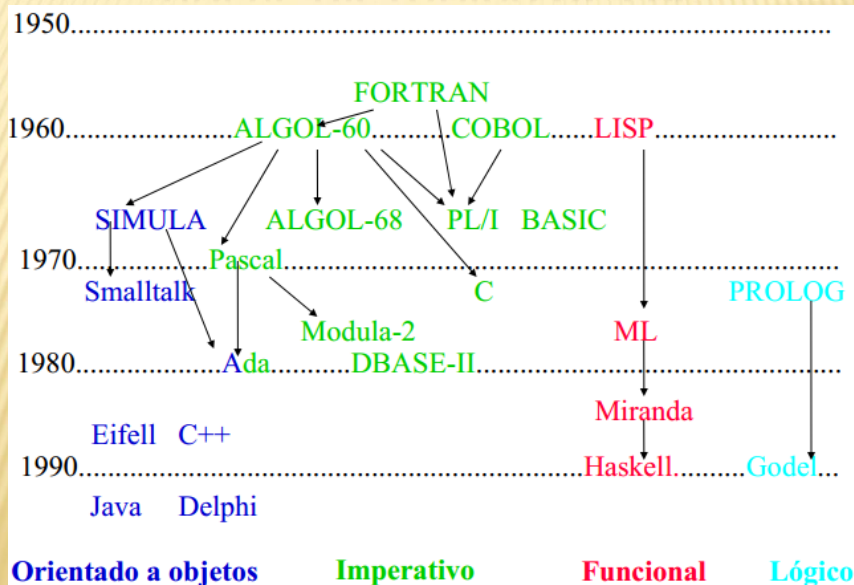 1950
FORTRAN
1960 ALGOL-60 COBOL LISP
SIMULA ALGOL-68 PL/I BASIC
Pascal
1970
Smalltalk C PROLOG
Modula-2 ML
1980 Ada DBASE-II
Miranda
Eifell C++
1990 Haskell Godel
Java Delphi
Orientado a objetos Imperativo Funcional Lógico